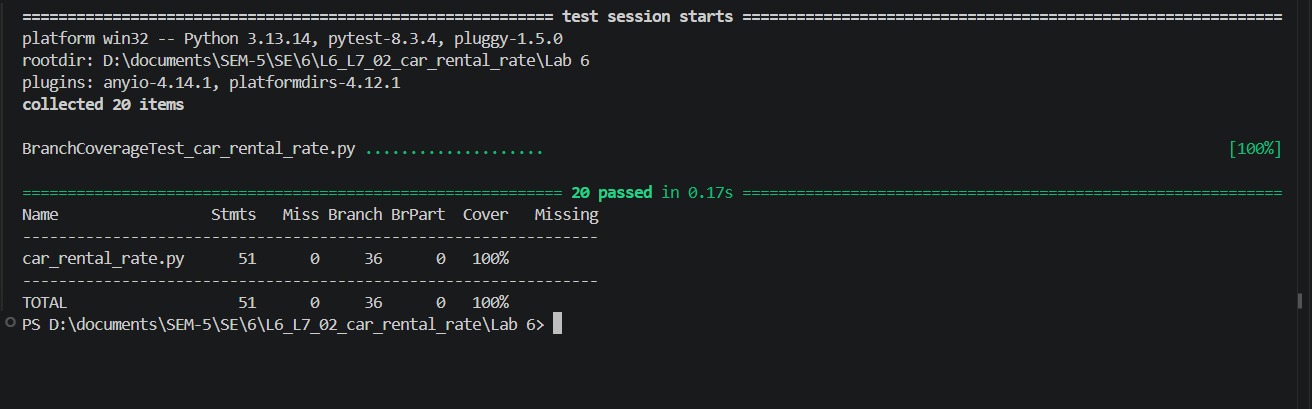 ============================================================ test session starts =============================================================
platform win32 -- Python 3.13.14, pytest-8.3.4, pluggy-1.5.0
rootdir: D:\documents\SEM-5\SE\6\L6_L7_02_car_rental_rate\Lab 6
plugins: anyio-4.14.1, platformdirs-4.12.1
collected 20 items
BranchCoverageTest_car_rental_rate.py .................... [100%]
============================================================= 20 passed in 0.17s =============================================================
Name                 Stmts   Miss Branch BrPart  Cover   Missing
----------------------------------------------------------------
car_rental_rate.py      51      0     36      0   100%
----------------------------------------------------------------
TOTAL                   51      0     36      0   100%
PS D:\documents\SEM-5\SE\6\L6_L7_02_car_rental_rate\Lab 6>